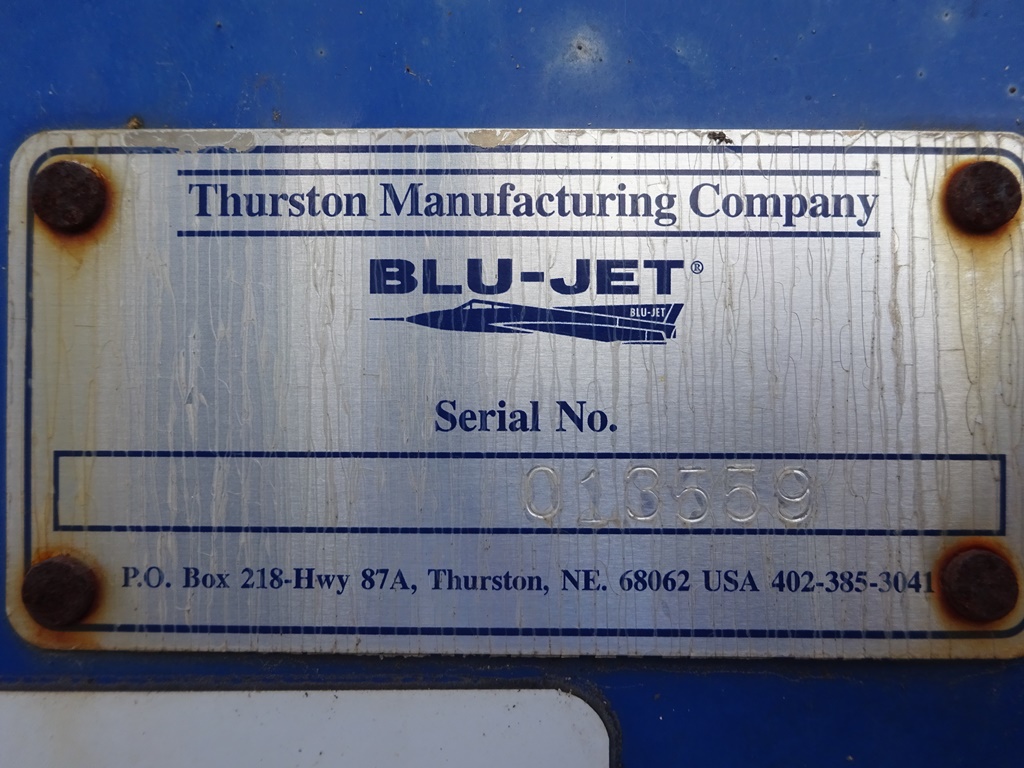 Thurston Manufacturing Company
BLU-JET®
BLU-JET
Serial No.
013559
P.O. Box 218-Hwy 87A, Thurston, NE. 68062 USA 402-385-3041